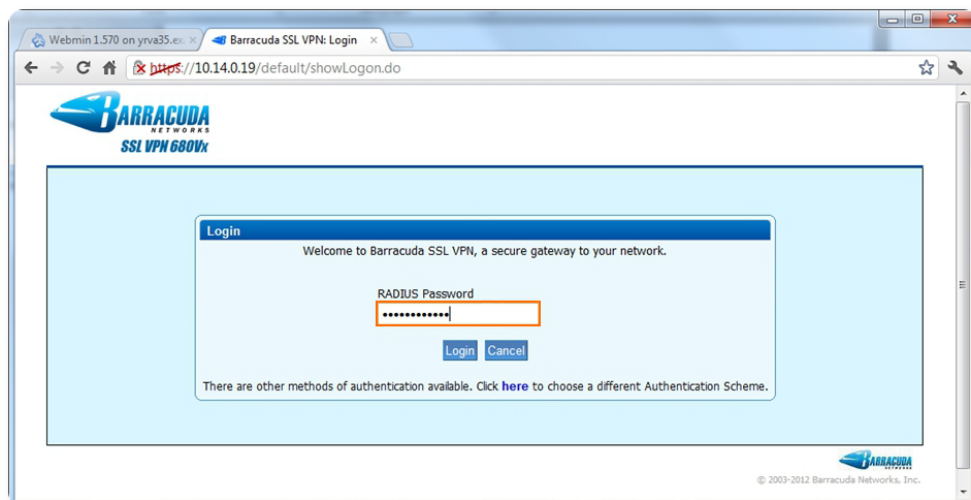 Webmin 1.570 on yrva35.ex
Barracuda SSL VPN: Login
https://10.14.0.19/default/showLogon.do
BARRACUDA
NETWORKS
SSL VPN 680Vx
Login
Welcome to Barracuda SSL VPN, a secure gateway to your network.
RADIUS Password
Login Cancel
There are other methods of authentication available. Click here to choose a different Authentication Scheme.
BARRACUDA
NETWORKS
© 2003-2012 Barracuda Networks, Inc.